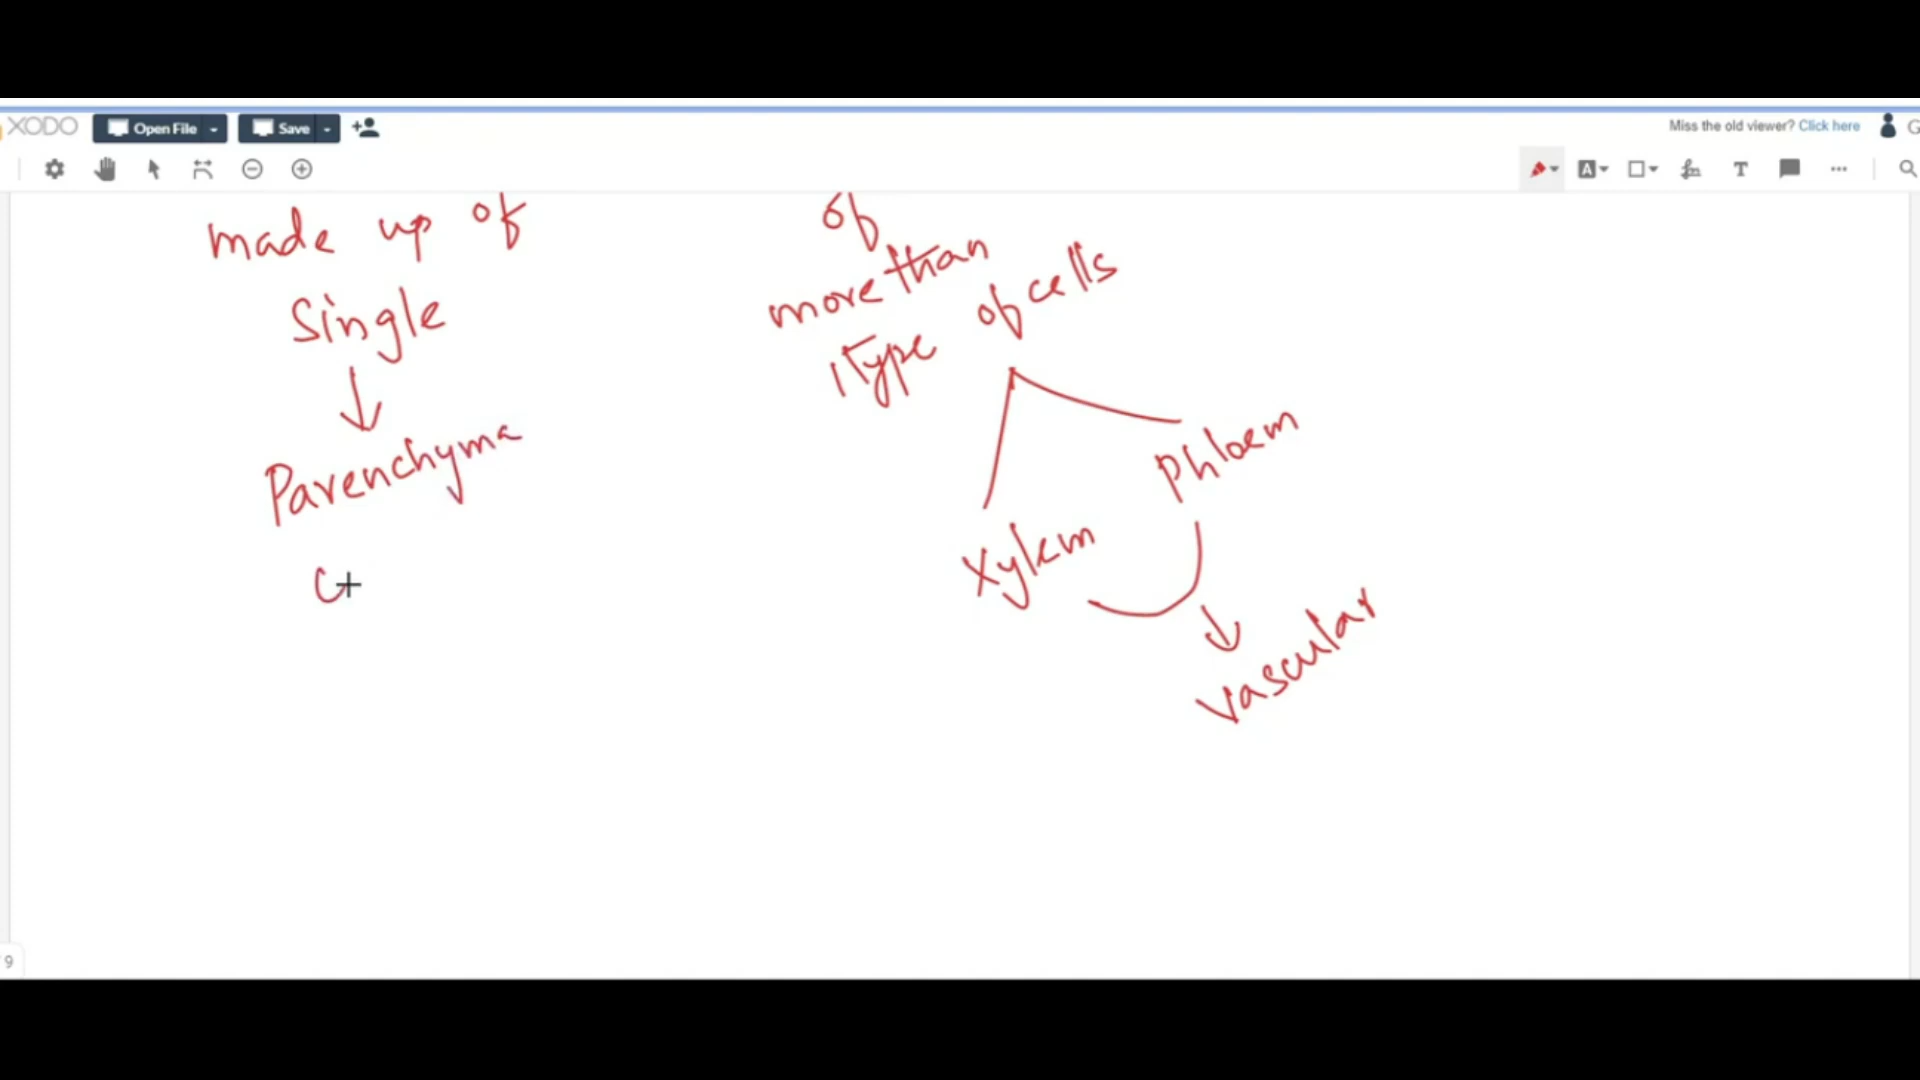 XODO Open File Save Miss the old viewer? Click here G
A T
made up of
Single
Parenchyma
C
of
more than
1 Type of cells
Phloem
Xylem
Vascular
9